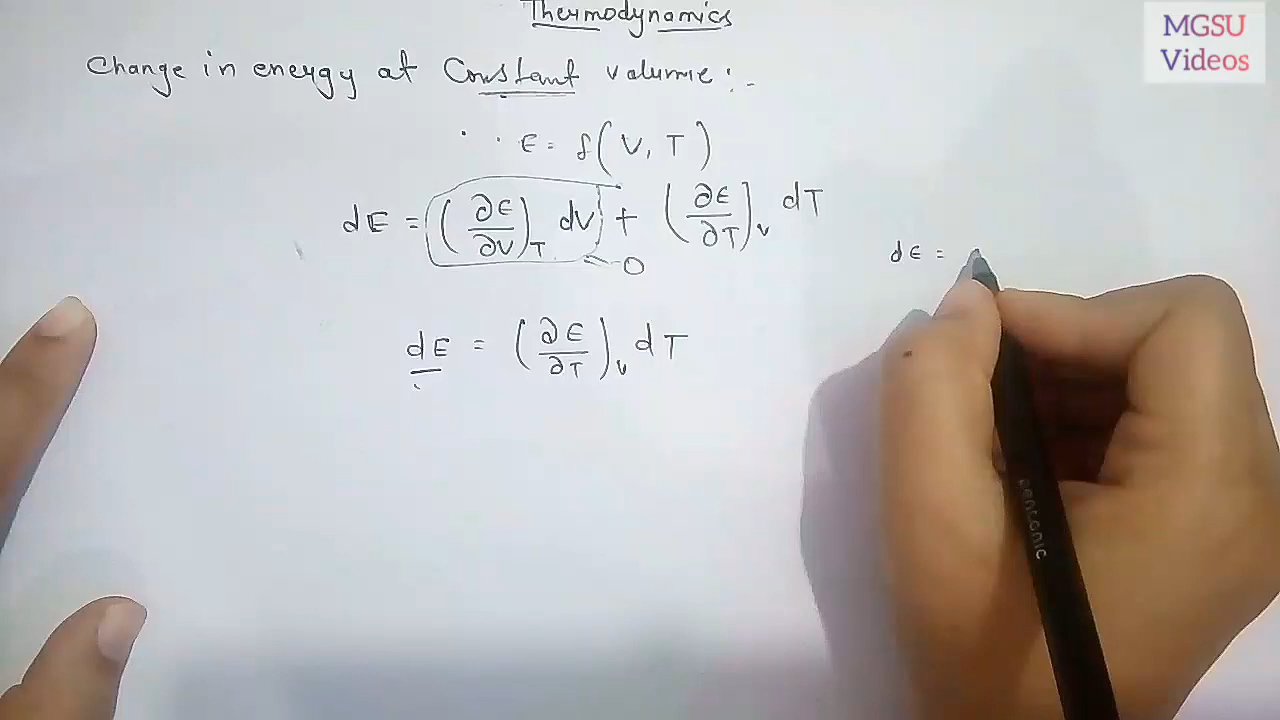 Thermodynamics
MGSU
Videos
Change in energy at Constant volume :-
∵ E = f(V, T)
dE = (∂E/∂V)_T dV + (∂E/∂T)_V dT
= 0
dE =
dE = (∂E/∂T)_V dT
pentonic